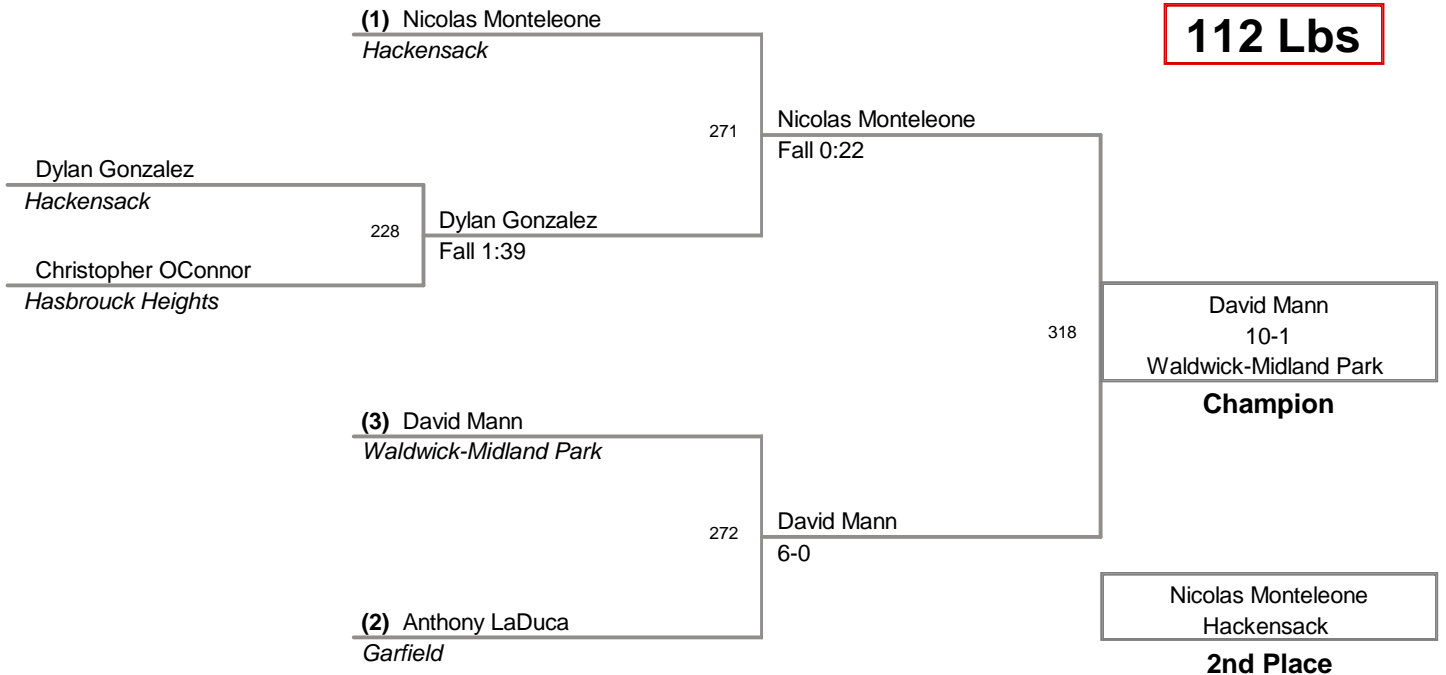 (1) Nicolas Monteleone
Hackensack
112 Lbs
271
Nicolas Monteleone
Fall 0:22
Dylan Gonzalez
Hackensack
228
Dylan Gonzalez
Fall 1:39
Christopher OConnor
Hasbrouck Heights
318
David Mann
10-1
Waldwick-Midland Park
Champion
(3) David Mann
Waldwick-Midland Park
272
David Mann
6-0
(2) Anthony LaDuca
Garfield
Nicolas Monteleone
Hackensack
2nd Place